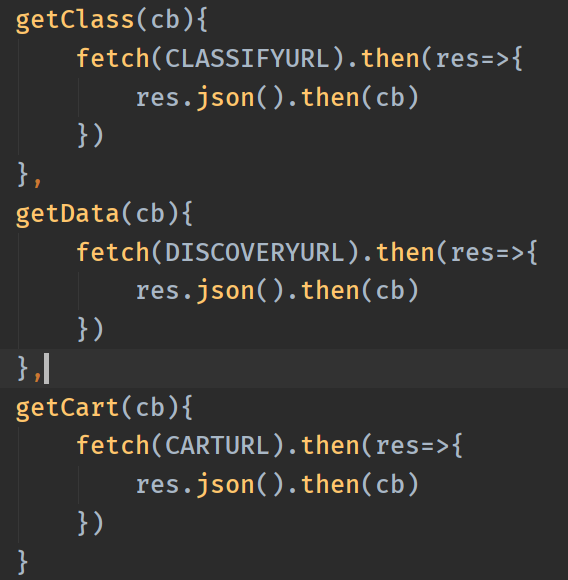 getClass(cb){
    fetch(CLASSIFYURL).then(res=>{
        res.json().then(cb)
    })
},
getData(cb){
    fetch(DISCOVERYURL).then(res=>{
        res.json().then(cb)
    })
},
getCart(cb){
    fetch(CARTURL).then(res=>{
        res.json().then(cb)
    })
}